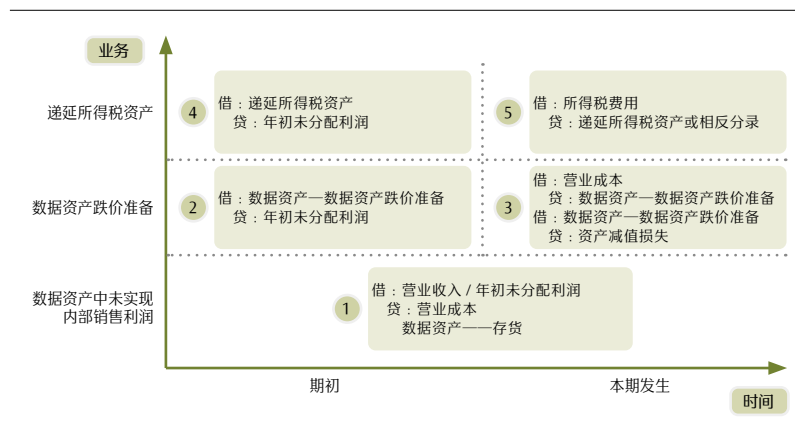 业务
递延所得税资产
4
借：递延所得税资产
贷：年初未分配利润
5
借：所得税费用
贷：递延所得税资产或相反分录
数据资产跌价准备
2
借：数据资产—数据资产跌价准备
贷：年初未分配利润
3
借：营业成本
贷：数据资产—数据资产跌价准备
借：数据资产—数据资产跌价准备
贷：资产减值损失
数据资产中未实现
内部销售利润
1
借：营业收入 / 年初未分配利润
贷：营业成本
数据资产——存货
期初
本期发生
时间